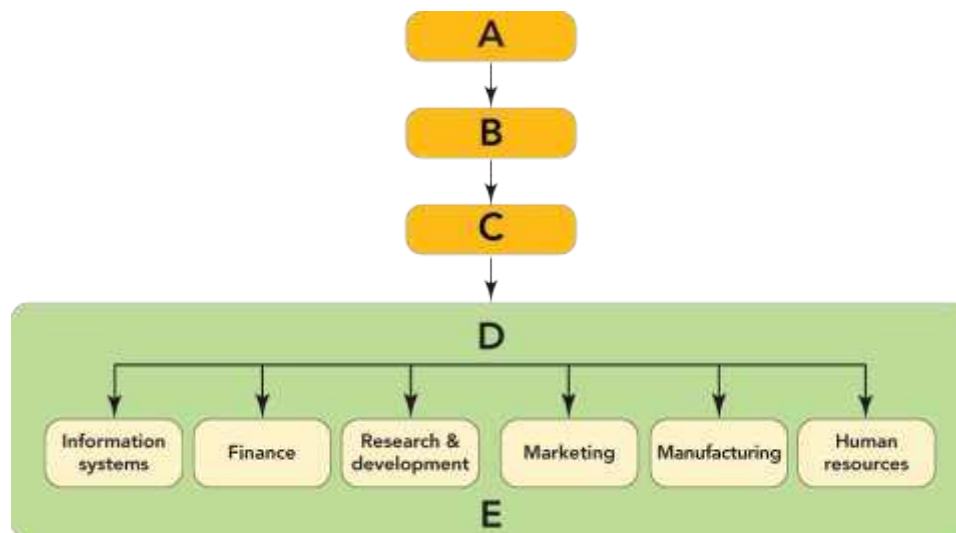 A
B
C
D
Information
systems
Finance
Research &
development
Marketing
Manufacturing
Human
resources
E